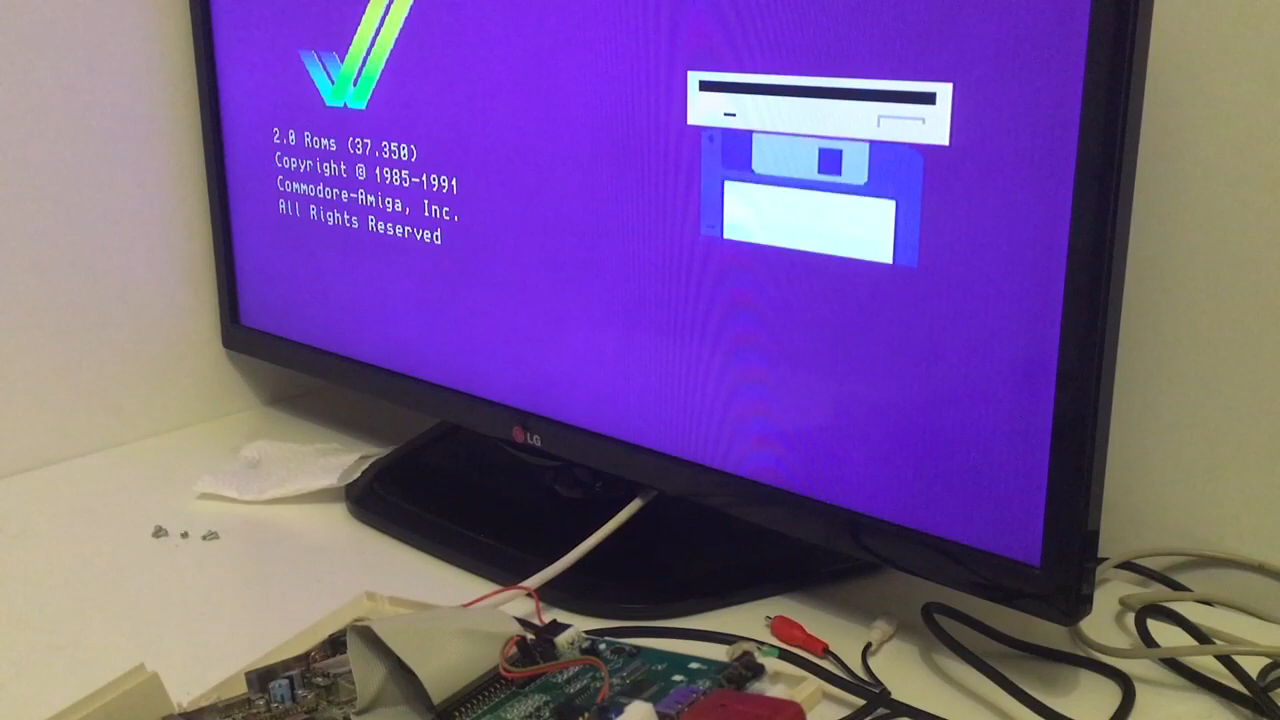 2.0 Roms (37.350)
Copyright © 1985-1991
Commodore-Amiga, Inc.
All Rights Reserved
LG